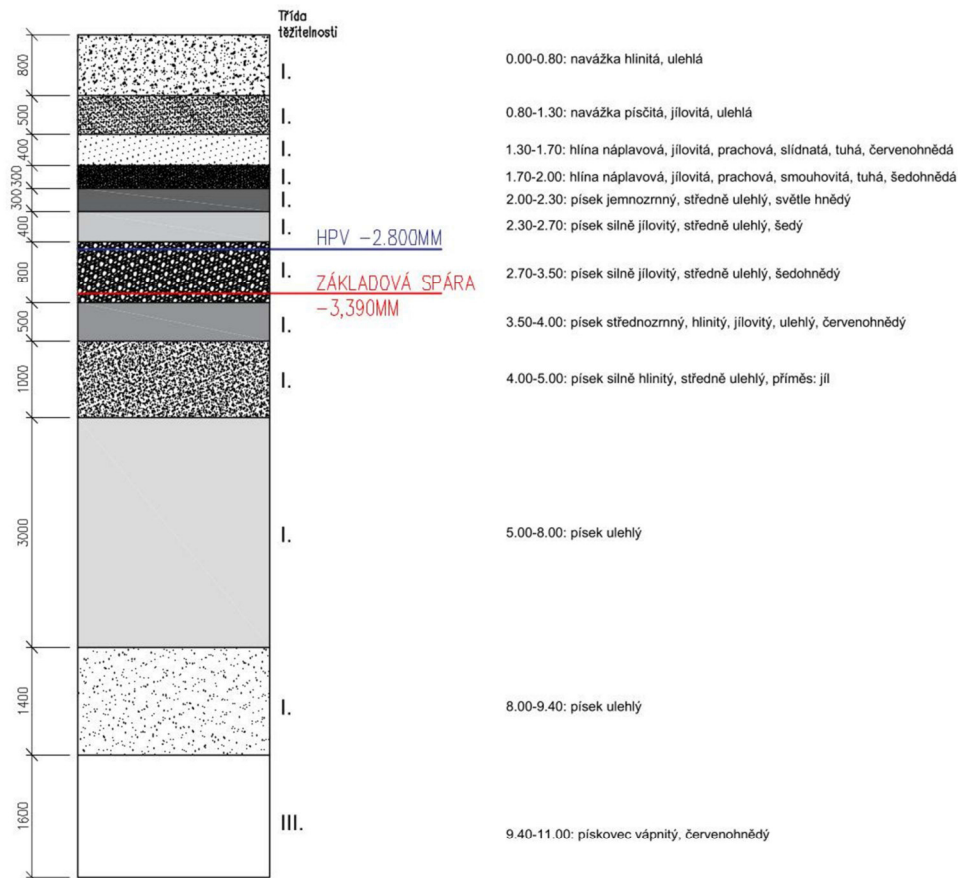 Třída
těžitelnosti
800
I.
0.00-0.80: navážka hlinitá, ulehlá
500
I.
0.80-1.30: navážka písčitá, jílovitá, ulehlá
400
I.
1.30-1.70: hlína náplavová, jílovitá, prachová, slídnatá, tuhá, červenohnědá
300
I.
1.70-2.00: hlína náplavová, jílovitá, prachová, smouhovitá, tuhá, šedohnědá
300
I.
2.00-2.30: písek jemnozrnný, středně ulehlý, světle hnědý
400
I.
2.30-2.70: písek silně jílovitý, středně ulehlý, šedý
HPV -2.800MM
800
I.
2.70-3.50: písek silně jílovitý, středně ulehlý, šedohnědý
ZÁKLADOVÁ SPÁRA
-3,390MM
500
I.
3.50-4.00: písek střednozrnný, hlinitý, jílovitý, ulehlý, červenohnědý
1000
I.
4.00-5.00: písek silně hlinitý, středně ulehlý, příměs: jíl
3000
I.
5.00-8.00: písek ulehlý
1400
I.
8.00-9.40: písek ulehlý
1600
III.
9.40-11.00: pískovec vápnitý, červenohnědý